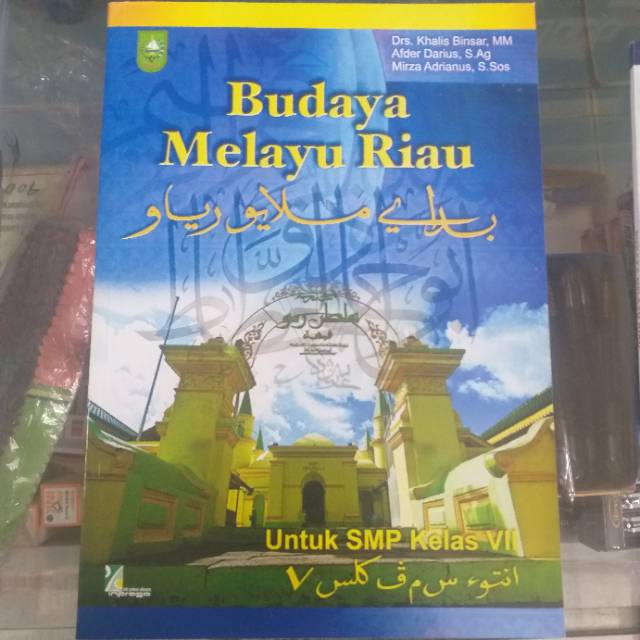 Drs. Khalis Binsar, MM
Afder Darius, S.Ag
Mirza Adrianus, S.Sos
Budaya
Melayu Riau
بوداي ملايو رياو
Untuk SMP Kelas VII
انتوء س م ڤ كلس ٧